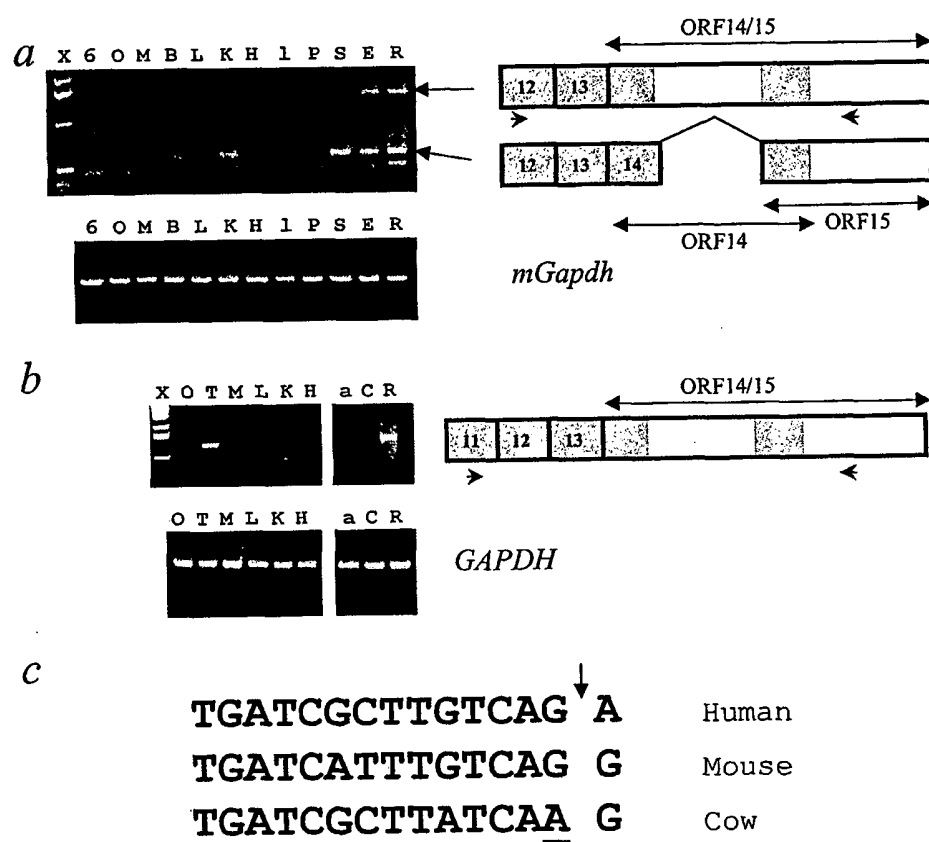 a
X 6 O M B L K H l P S E R
ORF14/15
12 13
12 13 14
ORF15
ORF14
6 O M B L K H l P S E R
mGapdh
b
X O T M L K H a C R
ORF14/15
11 12 13
O T M L K H a C R
GAPDH
c
TGATCGCTTGTCAG A Human
TGATCATTTGTCAG G Mouse
TGATCGCTTATCAA G Cow